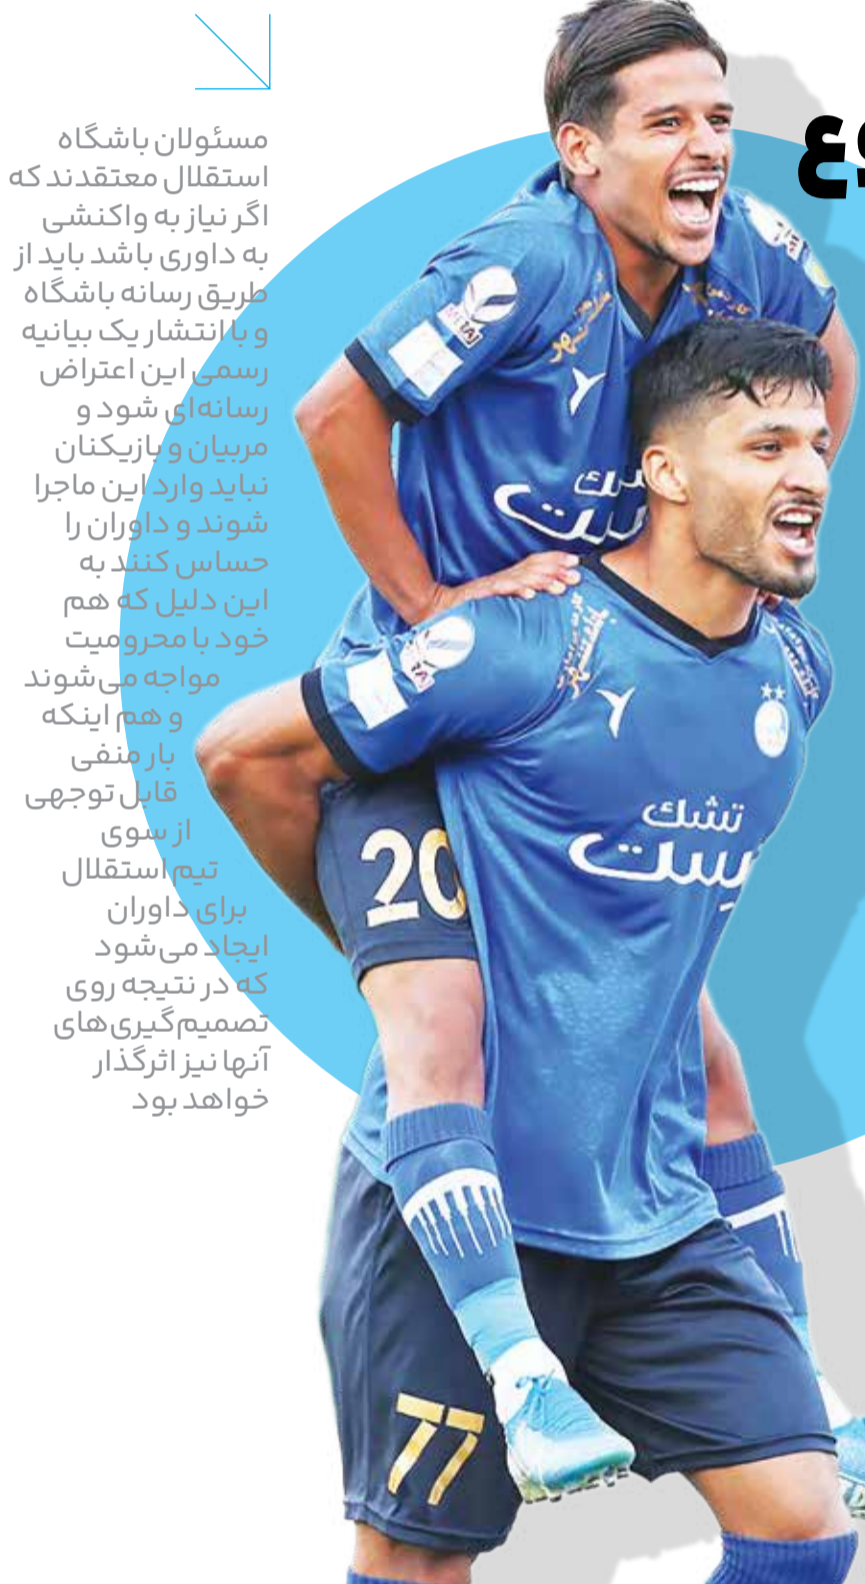 وع
مسئولان باشگاه
استقلال معتقدند که
اگر نیاز به واکنشی
به داوری باشد باید از
طریق رسانه باشگاه
و با انتشار یک بیانیه
رسمی این اعتراض
رسانه‌ای شود و
مربیان و بازیکنان
نباید وارد این ماجرا
شوند و داوران را
حساس کنند به
این دلیل که هم
خود با محرومیت
مواجه می‌شوند
و هم اینکه
بار منفی
قابل توجهی
از سوی
تیم استقلال
برای داوران
ایجاد می‌شود
که در نتیجه روی
تصمیم‌گیری‌های
آنها نیز اثرگذار
خواهد بود
تشك
20
77